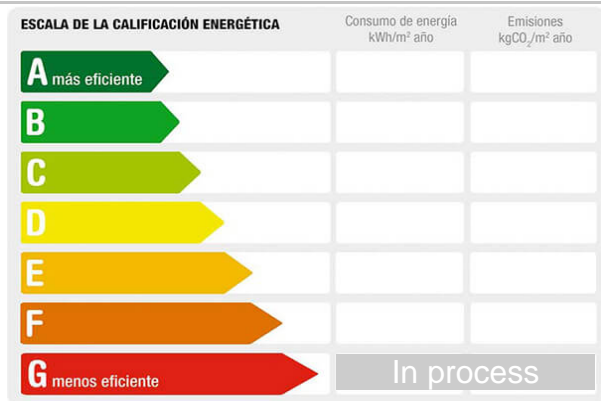 ESCALA DE LA CALIFICACIÓN ENERGÉTICA
Consumo de energía
kWh/m² año
Emisiones
kgCO₂/m² año
A más eficiente
B
C
D
E
F
G menos eficiente
In process